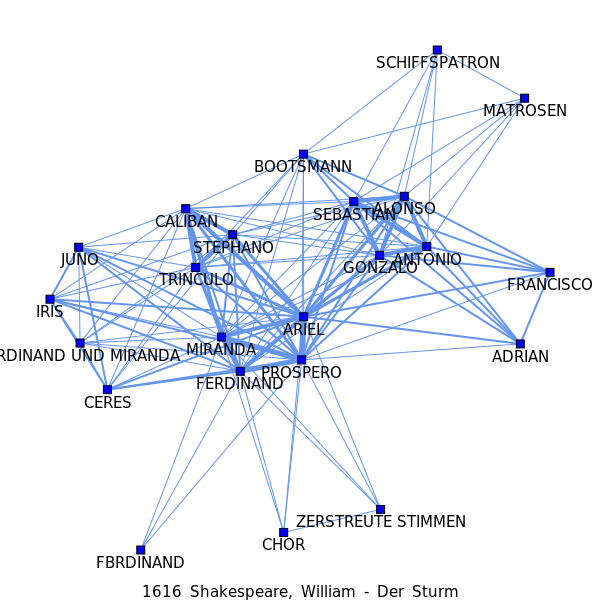 SCHIFFSPATRON
MATROSEN
BOOTSMANN
SEBASTIAN
ALONSO
CALIBAN
STEPHANO
JUNO
GONZALO
ANTONIO
TRINCULO
FRANCISCO
IRIS
ARIEL
MIRANDA
RDINAND UND MIRANDA
ADRIAN
PROSPERO
FERDINAND
CERES
ZERSTREUTE STIMMEN
CHOR
FBRDINAND
1616 Shakespeare, William - Der Sturm